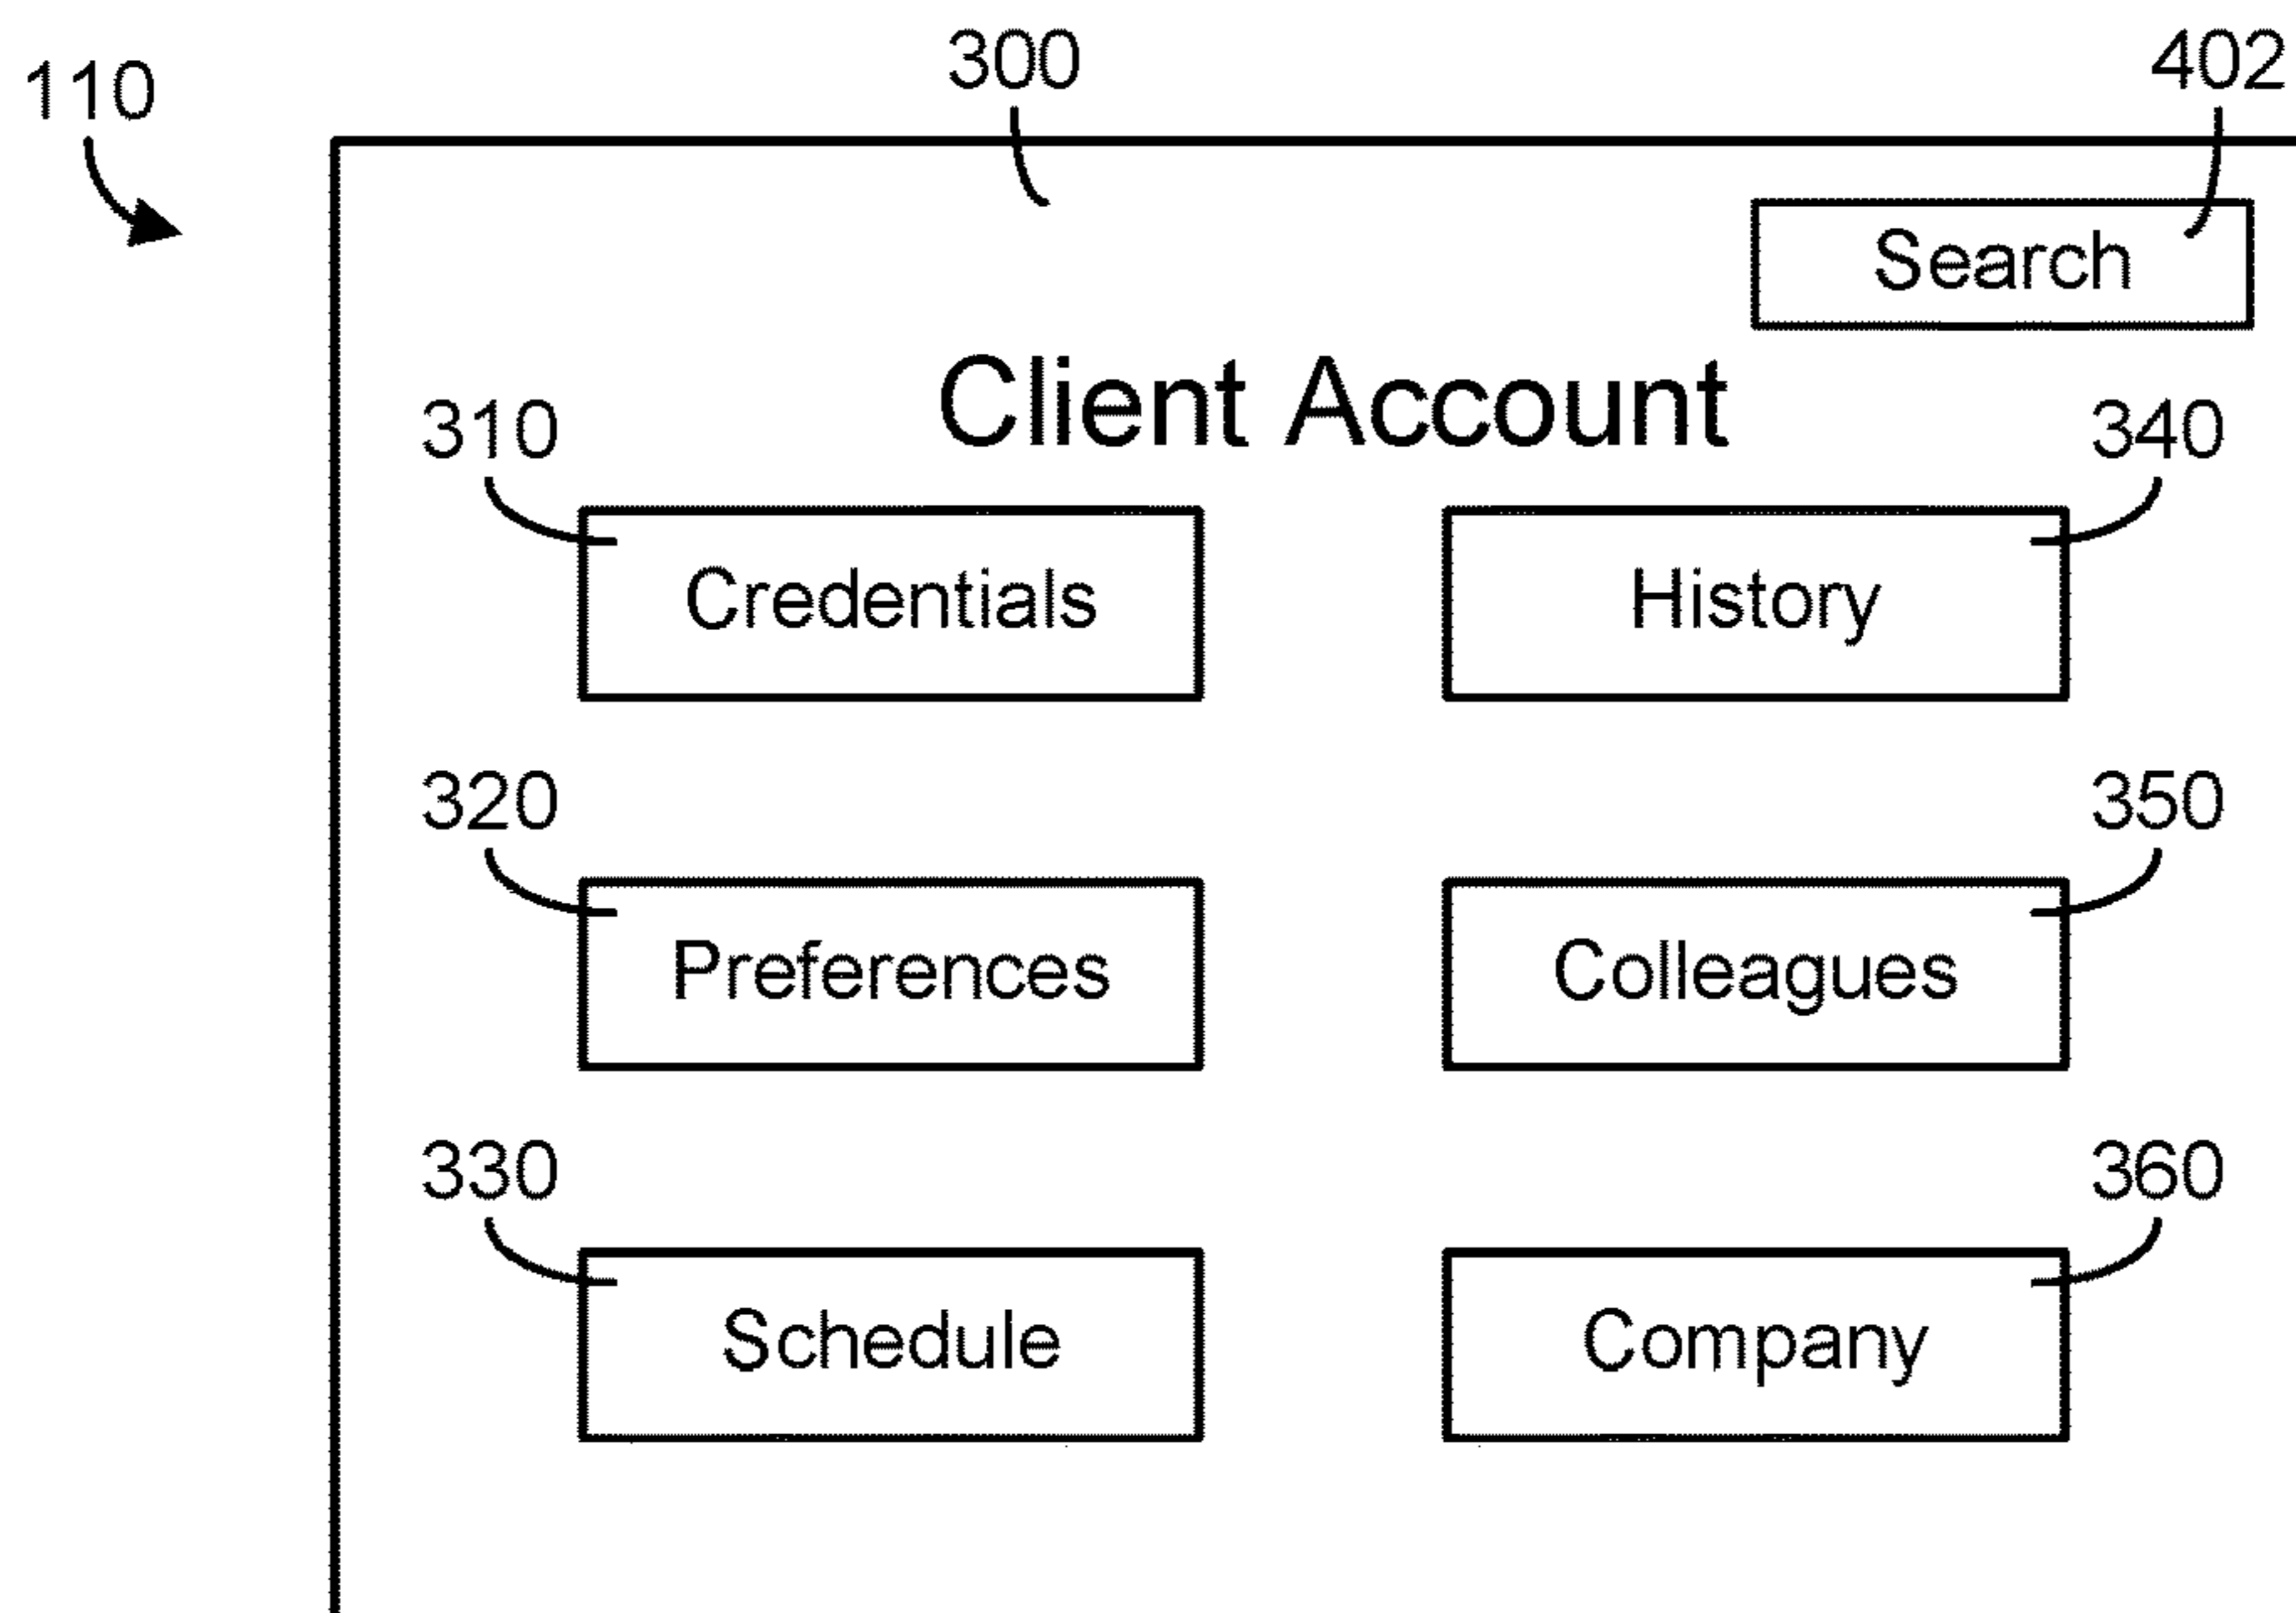 110 300 402
Search
Client Account
310 340
Credentials History
320 350
Preferences Colleagues
330 360
Schedule Company